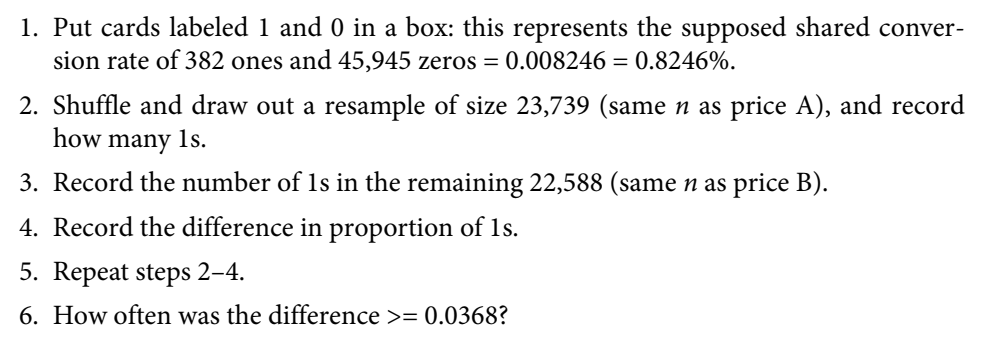 1. Put cards labeled 1 and 0 in a box: this represents the supposed shared conver-
sion rate of 382 ones and 45,945 zeros = 0.008246 = 0.8246%.
2. Shuffle and draw out a resample of size 23,739 (same n as price A), and record
how many 1s.
3. Record the number of 1s in the remaining 22,588 (same n as price B).
4. Record the difference in proportion of 1s.
5. Repeat steps 2–4.
6. How often was the difference >= 0.0368?